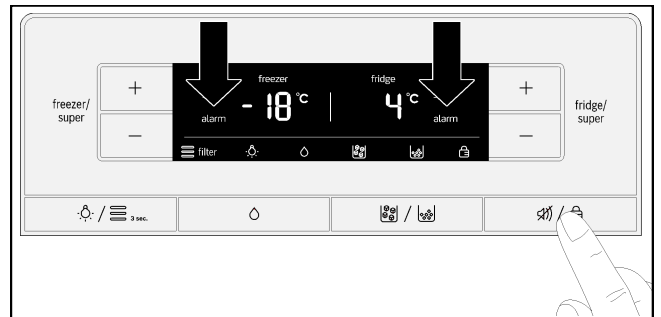 freezer/
super
+
−
freezer
alarm
- 18 °C
fridge
4 °C
alarm
filter
+
−
fridge/
super
/ 3 sec.
/
/